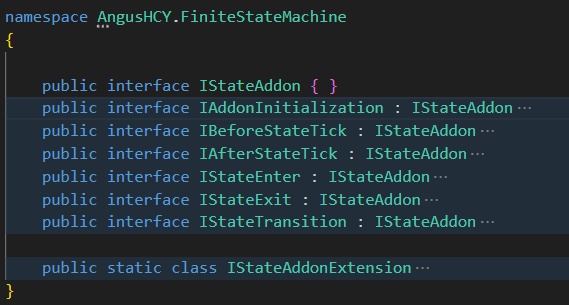 namespace AngusHCY.FiniteStateMachine
{
public interface IStateAddon { }
public interface IAddonInitialization : IStateAddon ···
public interface IBeforeStateTick : IStateAddon ···
public interface IAfterStateTick : IStateAddon ···
public interface IStateEnter : IStateAddon ···
public interface IStateExit : IStateAddon ···
public interface IStateTransition : IStateAddon ···
public static class IStateAddonExtension ···
}